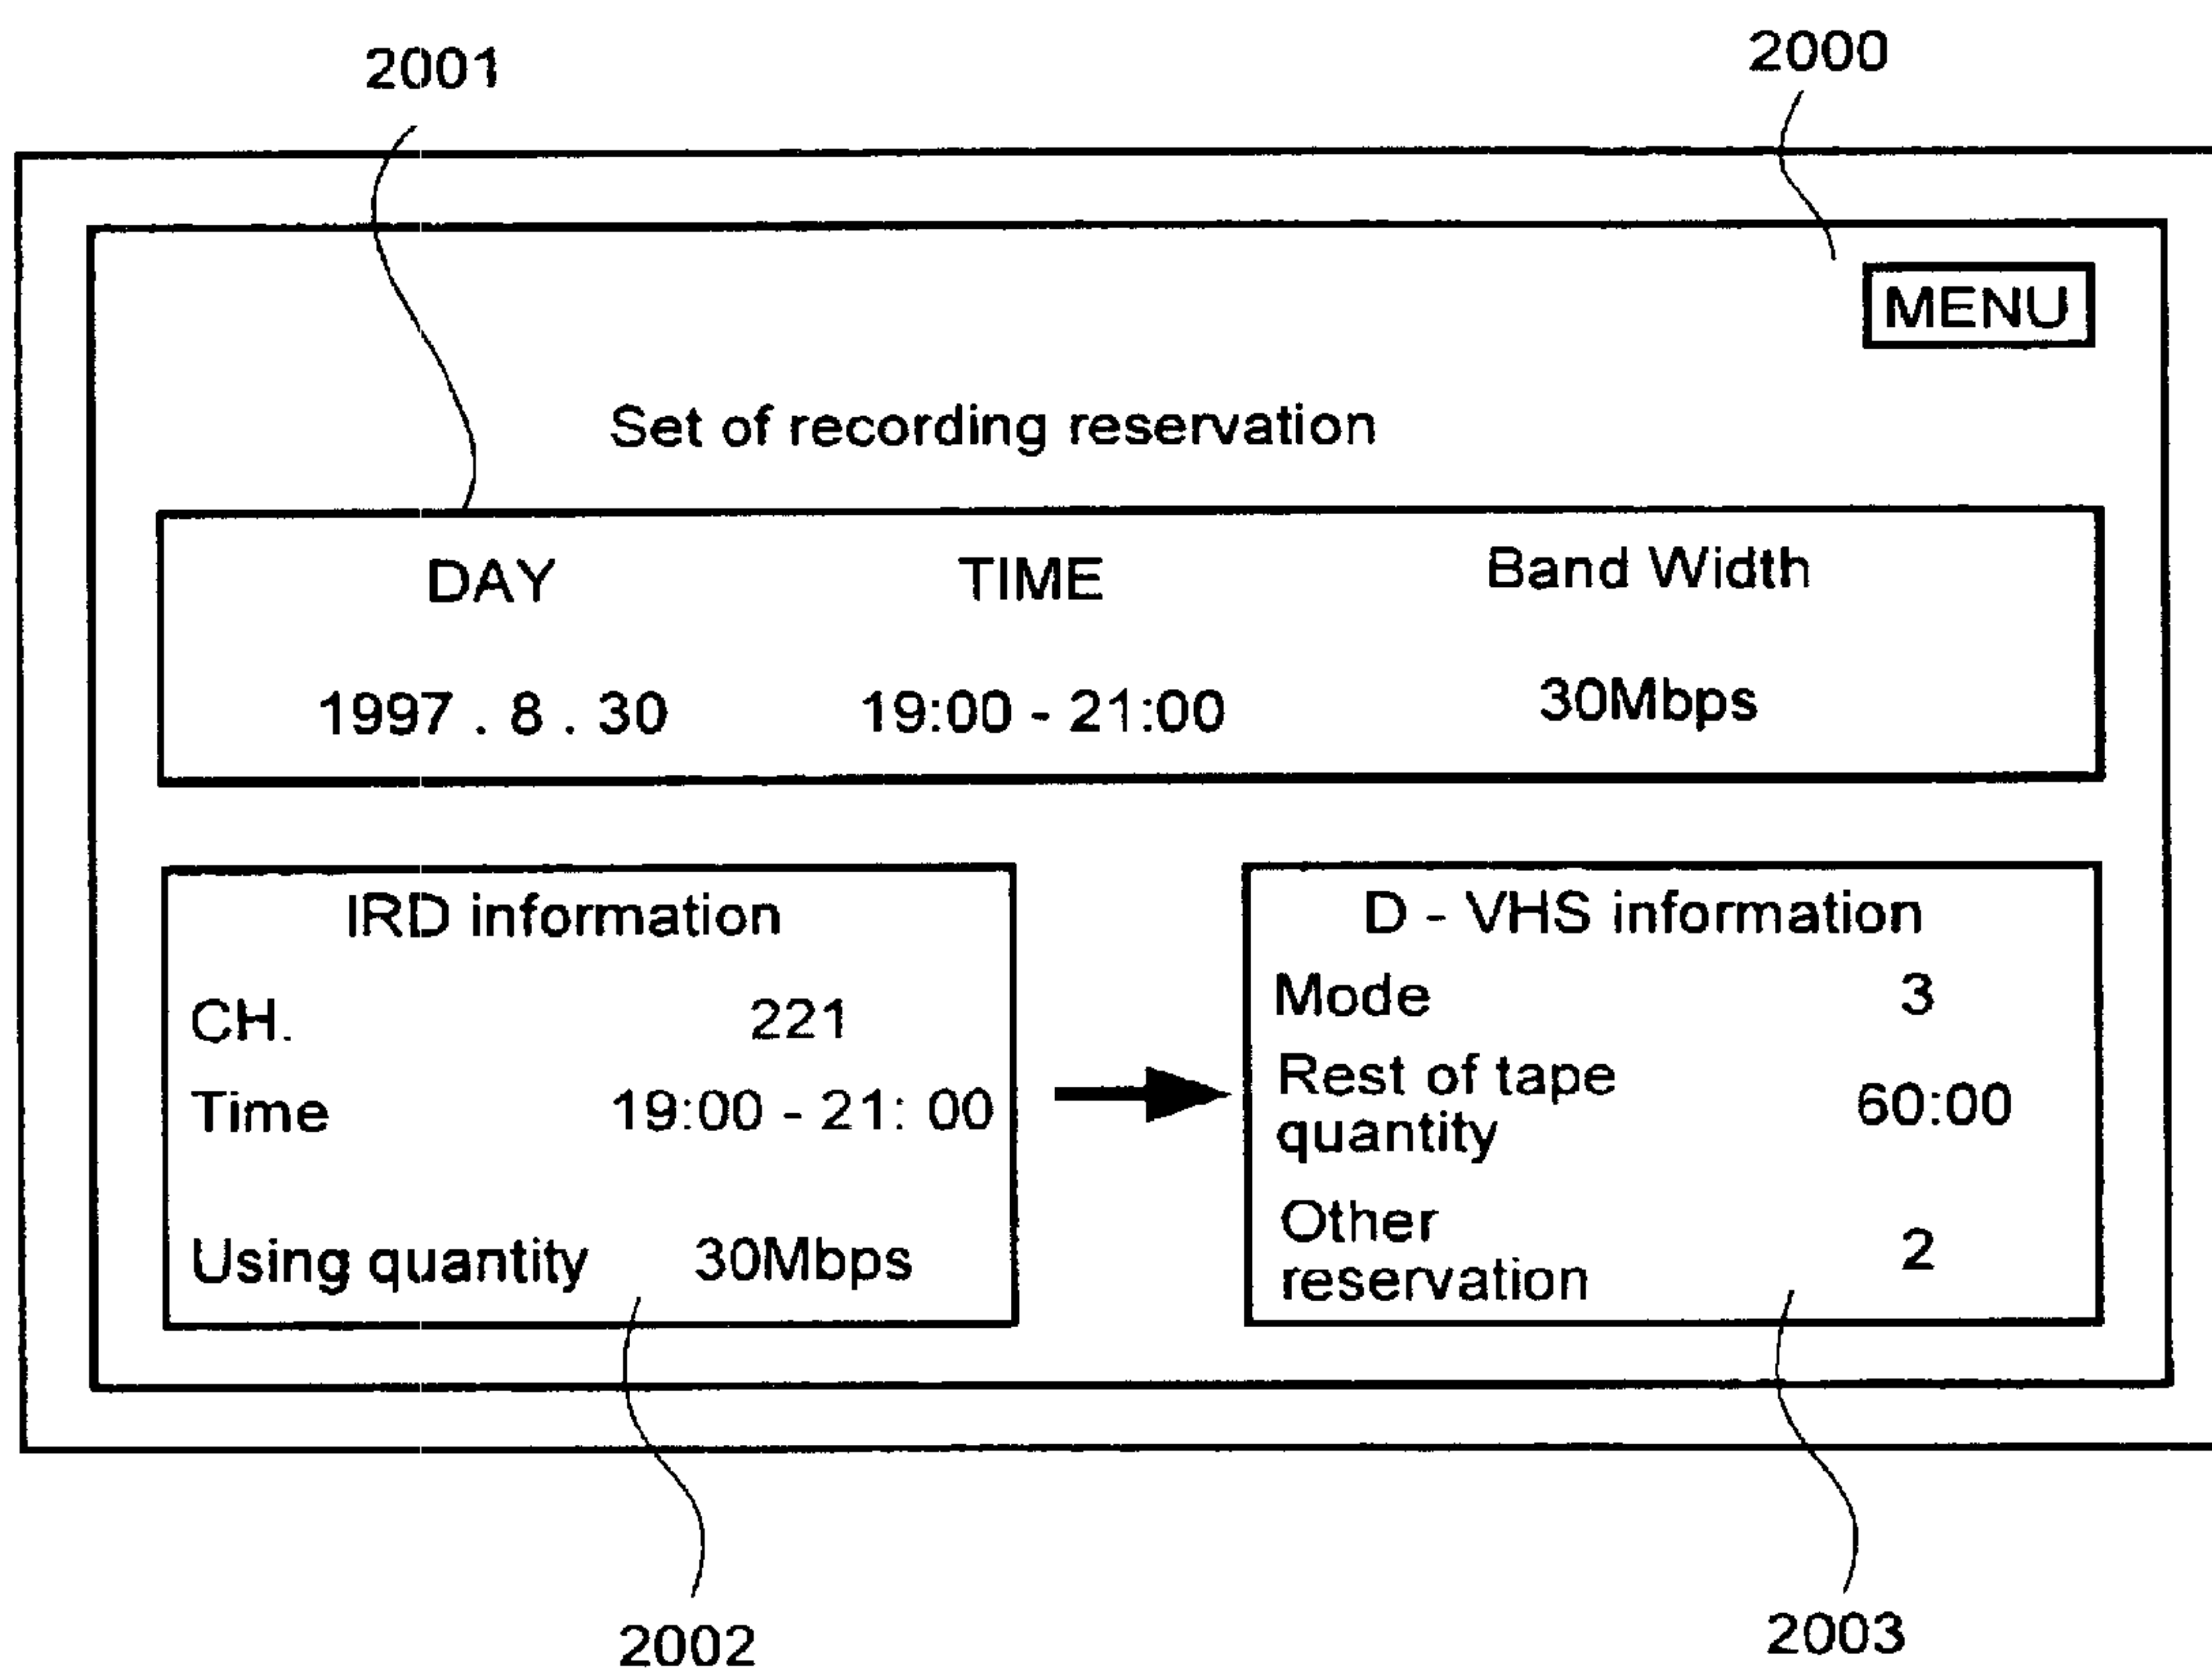 2001
2000
MENU
Set of recording reservation
DAY TIME Band Width
1997 . 8 . 30 19:00 - 21:00 30Mbps
IRD information
CH. 221
Time 19:00 - 21: 00
Using quantity 30Mbps
D - VHS information
Mode 3
Rest of tape
quantity 60:00
Other
reservation 2
2002
2003